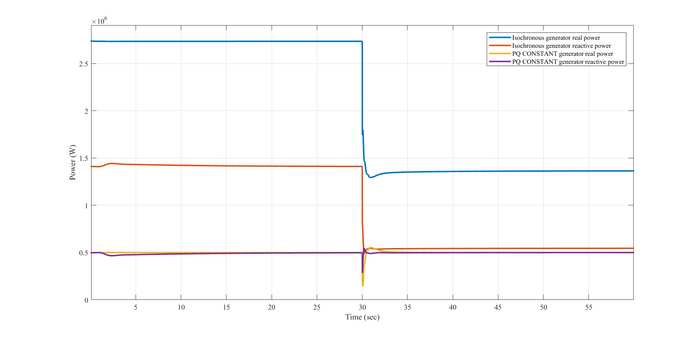 ×10⁶
Isochronous generator real power
Isochronous generator reactive power
PQ CONSTANT generator real power
PQ CONSTANT generator reactive power
2.5
2
1.5
1
0.5
0
Power (W)
5 10 15 20 25 30 35 40 45 50 55
Time (sec)